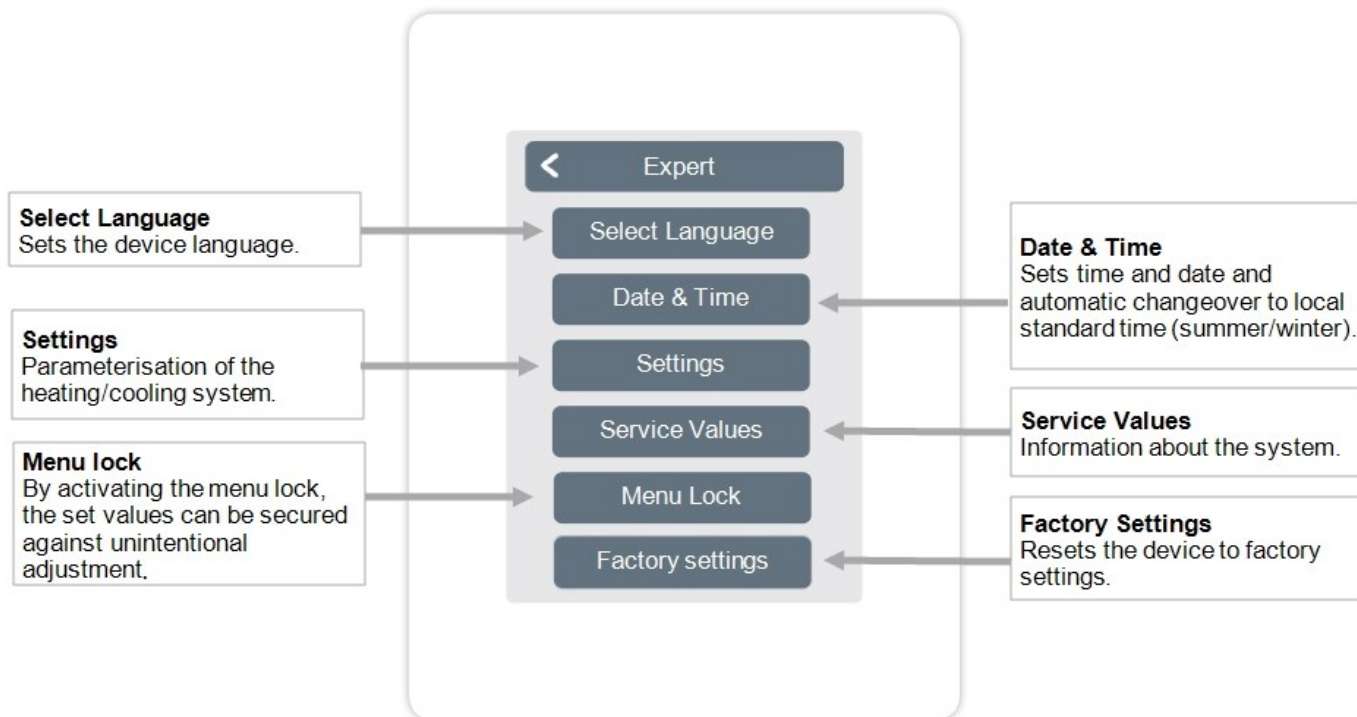 Expert
Select Language
Date & Time
Settings
Service Values
Menu Lock
Factory settings
Select Language
Sets the device language.
Settings
Parameterisation of the
heating/cooling system.
Menu lock
By activating the menu lock,
the set values can be secured
against unintentional
adjustment.
Date & Time
Sets time and date and
automatic changeover to local
standard time (summer/winter).
Service Values
Information about the system.
Factory Settings
Resets the device to factory
settings.